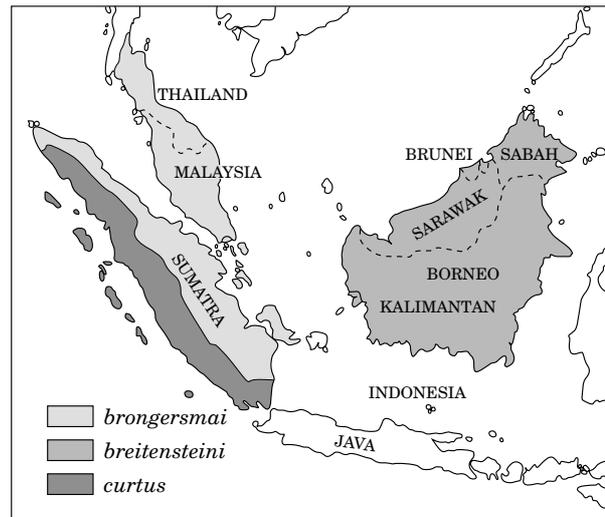 THAILAND
MALAYSIA
BRUNEI
SABAH
SARAWAK
SUMATRA
BORNEO
KALIMANTAN
INDONESIA
JAVA
brongersmai
breitensteini
curtus